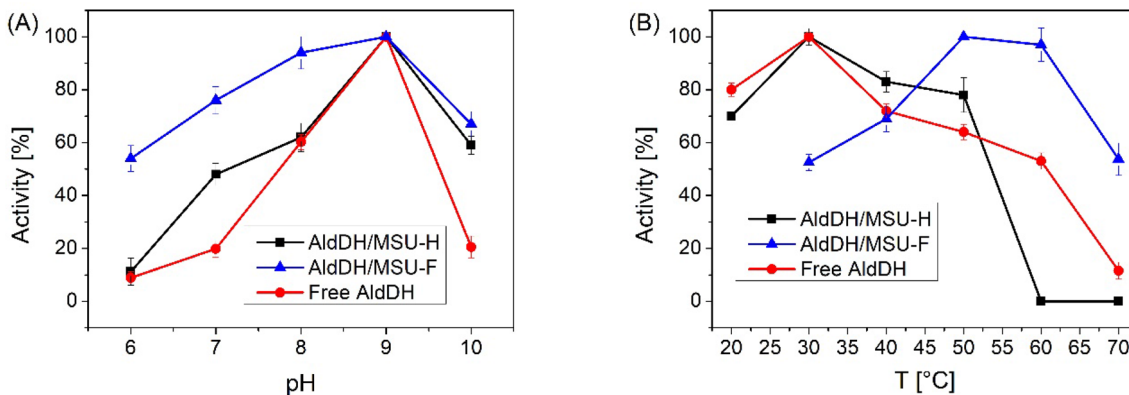 (A)
Activity [%]
100
80
60
40
20
0
AldDH/MSU-H
AldDH/MSU-F
Free AldDH
6 7 8 9 10
pH
(B)
Activity [%]
100
80
60
40
20
0
AldDH/MSU-H
AldDH/MSU-F
Free AldDH
20 25 30 35 40 45 50 55 60 65 70
T [°C]